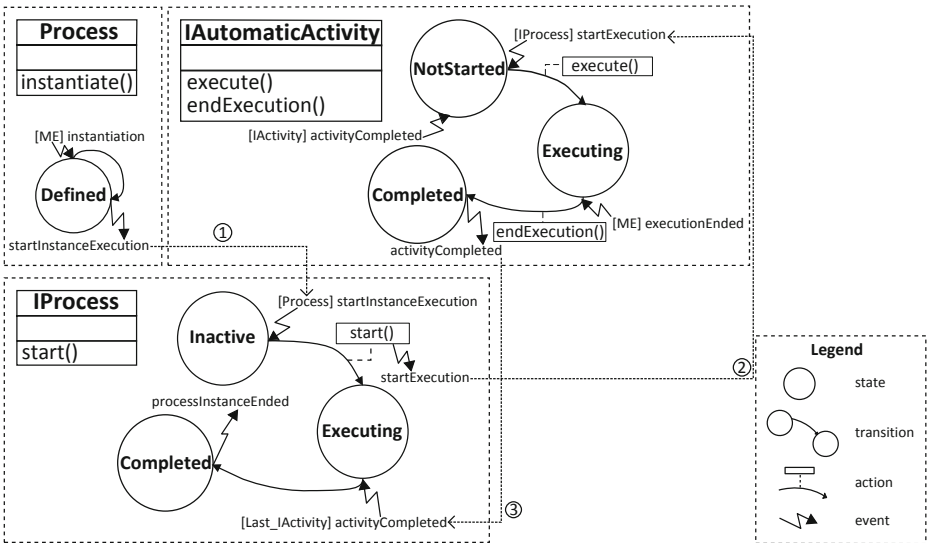 Process
instantiate()
[ME] instantiation
Defined
startInstanceExecution
IAutomaticActivity
execute()
endExecution()
[IProcess] startExecution
NotStarted
execute()
[IActivity] activityCompleted
Executing
Completed
endExecution()
[ME] executionEnded
activityCompleted
1
IProcess
start()
[Process] startInstanceExecution
Inactive
start()
startExecution
2
processInstanceEnded
Executing
Completed
[Last_IActivity] activityCompleted
3
Legend
state
transition
action
event